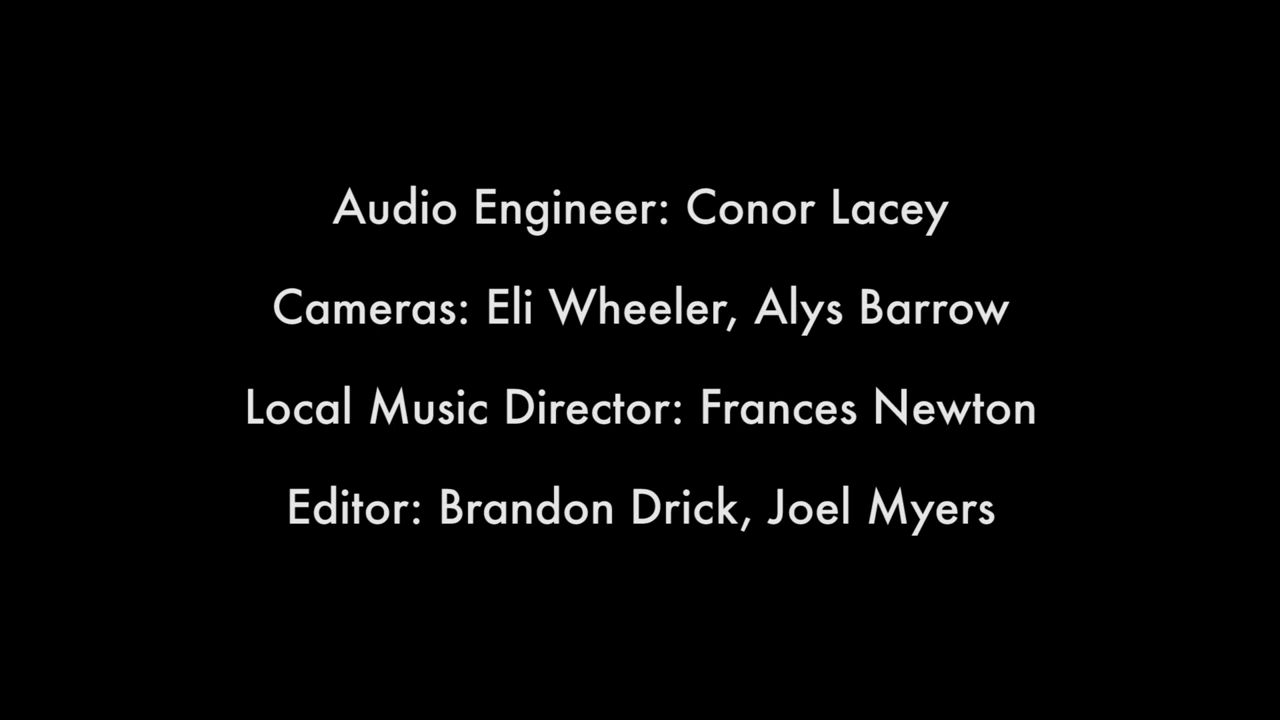 Audio Engineer: Conor Lacey
Cameras: Eli Wheeler, Alys Barrow
Local Music Director: Frances Newton
Editor: Brandon Drick, Joel Myers